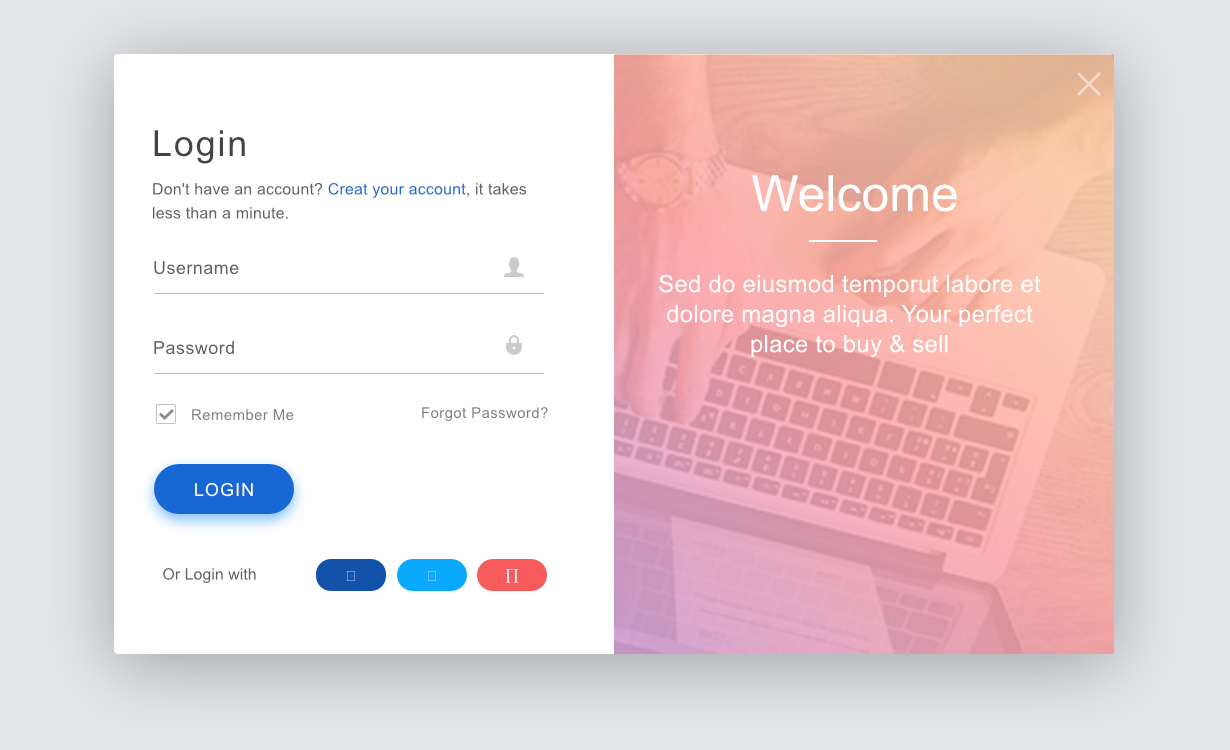 Login
Don't have an account? Creat your account, it takes
less than a minute.
Username
Password
Remember Me
Forgot Password?
LOGIN
Or Login with
∏
Welcome
Sed do eiusmod temporut labore et
dolore magna aliqua. Your perfect
place to buy & sell